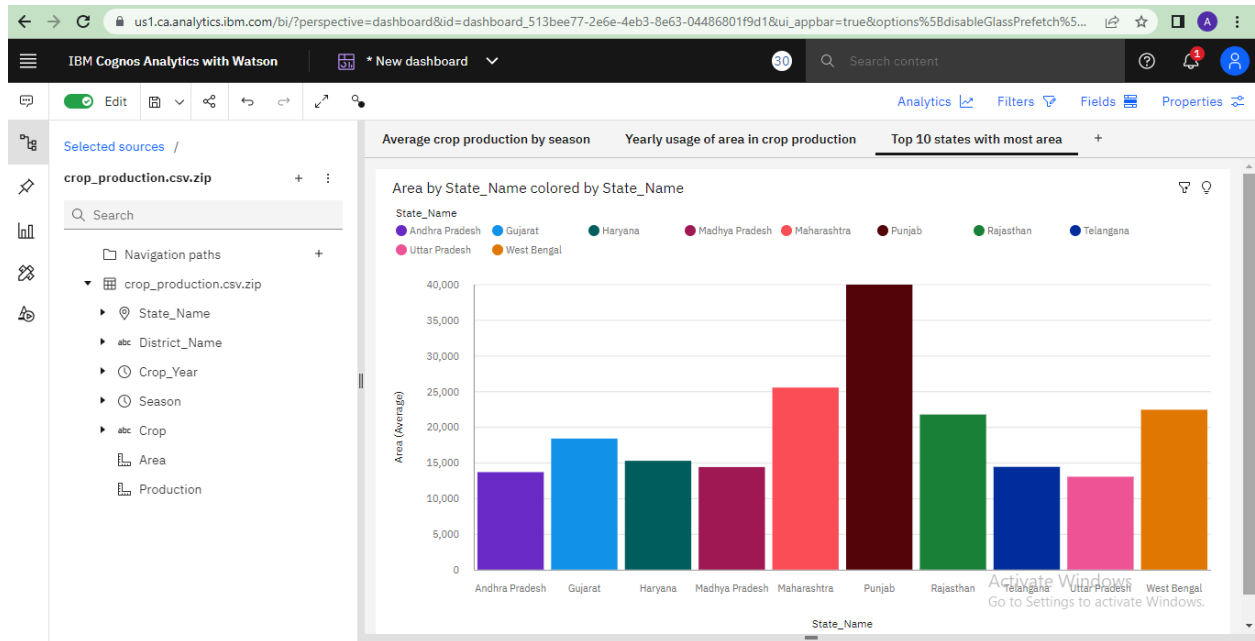 us1.ca.analytics.ibm.com/bi/?perspective=dashboard&id=dashboard_513bee77-2e6e-4eb3-8e63-04486801f9d1&ui_appbar=true&options%5BdisableGlassPrefetch%5...
A
IBM Cognos Analytics with Watson
* New dashboard
30
Search content
1
Edit
Analytics
Filters
Fields
Properties
Selected sources /
Average crop production by season
Yearly usage of area in crop production
Top 10 states with most area
+
crop_production.csv.zip
+
Search
Navigation paths
+
crop_production.csv.zip
State_Name
abc District_Name
Crop_Year
Season
abc Crop
Area
Production
Area by State_Name colored by State_Name
State_Name
Andhra Pradesh Gujarat Haryana Madhya Pradesh Maharashtra Punjab Rajasthan Telangana
Uttar Pradesh West Bengal
40,000
35,000
30,000
25,000
20,000
15,000
10,000
5,000
0
Area (Average)
Andhra Pradesh Gujarat Haryana Madhya Pradesh Maharashtra Punjab Rajasthan Telangana Uttar Pradesh West Bengal
State_Name
Activate Windows
Go to Settings to activate Windows.